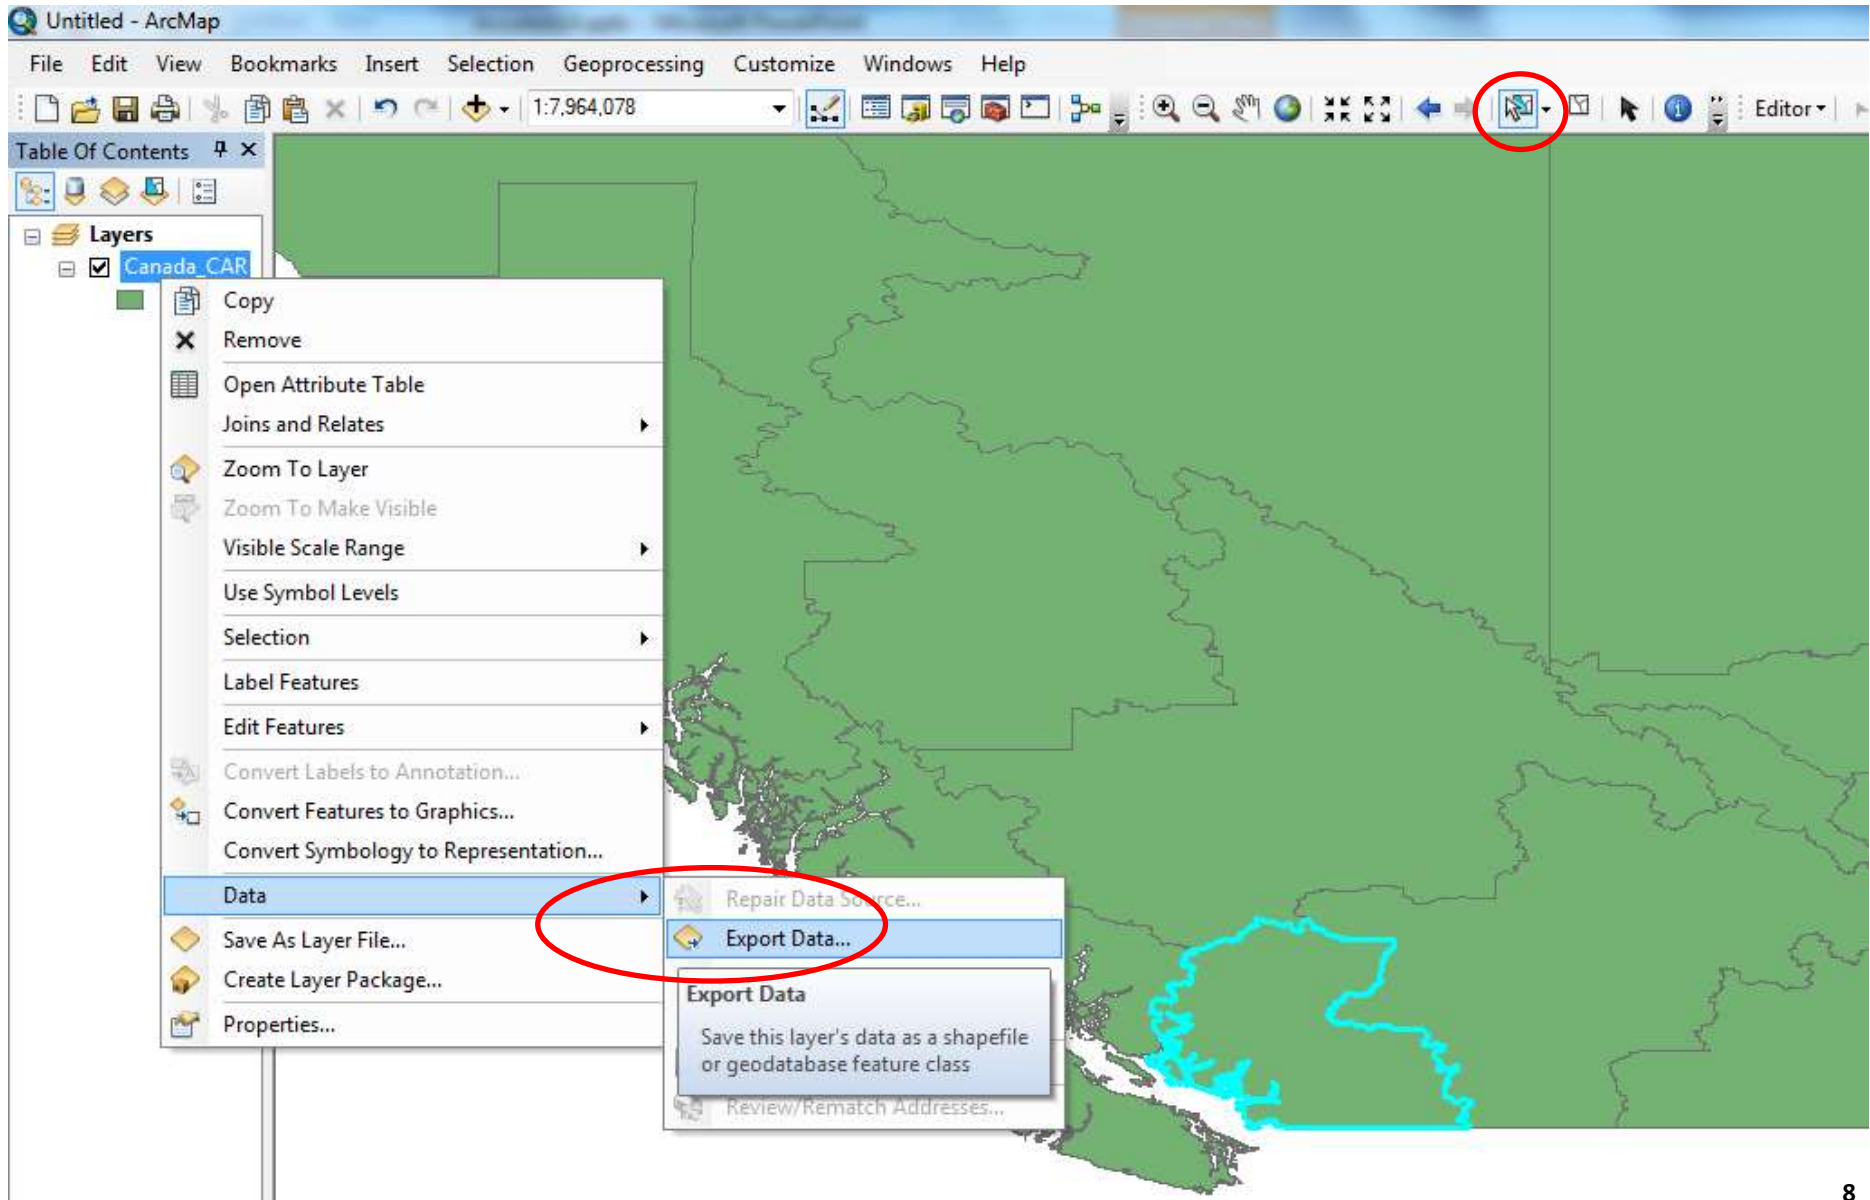 Untitled - ArcMap
File Edit View Bookmarks Insert Selection Geoprocessing Customize Windows Help
1:7,964,078
Editor
Table Of Contents
Layers
Canada_CAR
Copy
Remove
Open Attribute Table
Joins and Relates
Zoom To Layer
Zoom To Make Visible
Visible Scale Range
Use Symbol Levels
Selection
Label Features
Edit Features
Convert Labels to Annotation...
Convert Features to Graphics...
Convert Symbology to Representation...
Data
Save As Layer File...
Create Layer Package...
Properties...
Repair Data Source...
Export Data...
Export Data
Save this layer's data as a shapefile
or geodatabase feature class
Review/Rematch Addresses...
8